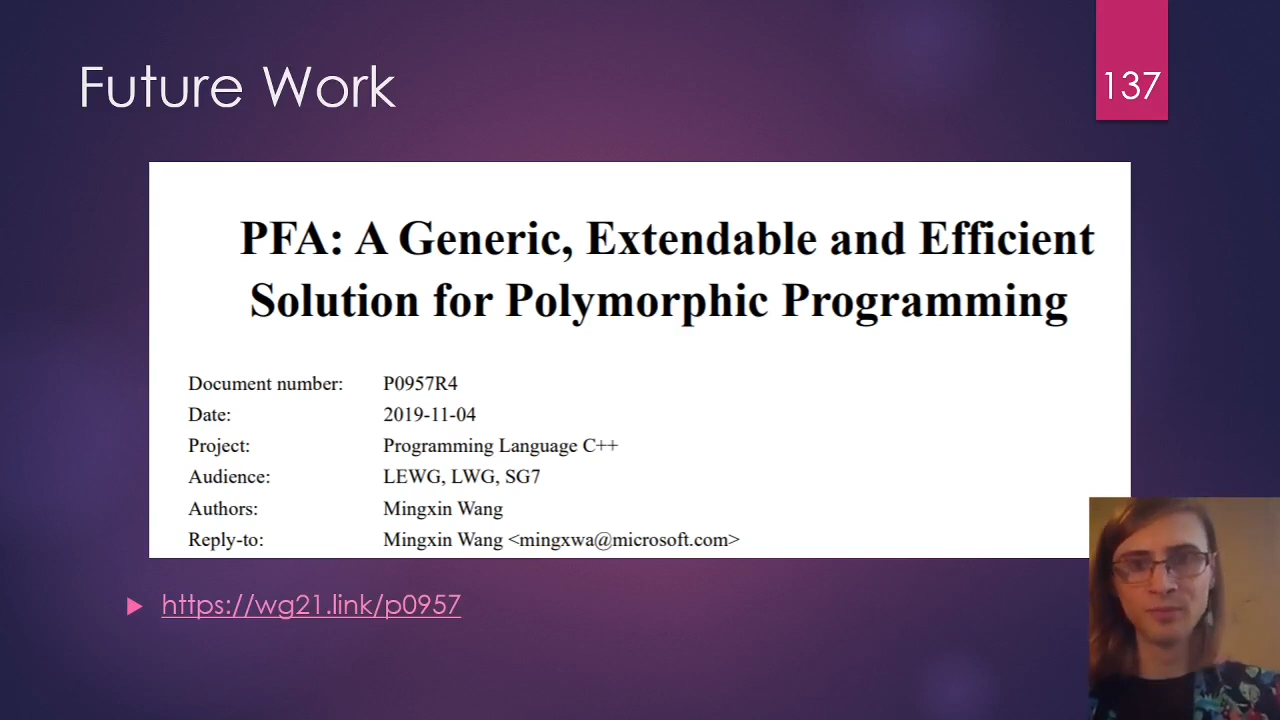 Future Work
137
PFA: A Generic, Extendable and Efficient
Solution for Polymorphic Programming
Document number: P0957R4
Date: 2019-11-04
Project: Programming Language C++
Audience: LEWG, LWG, SG7
Authors: Mingxin Wang
Reply-to: Mingxin Wang <mingxwa@microsoft.com>
https://wg21.link/p0957